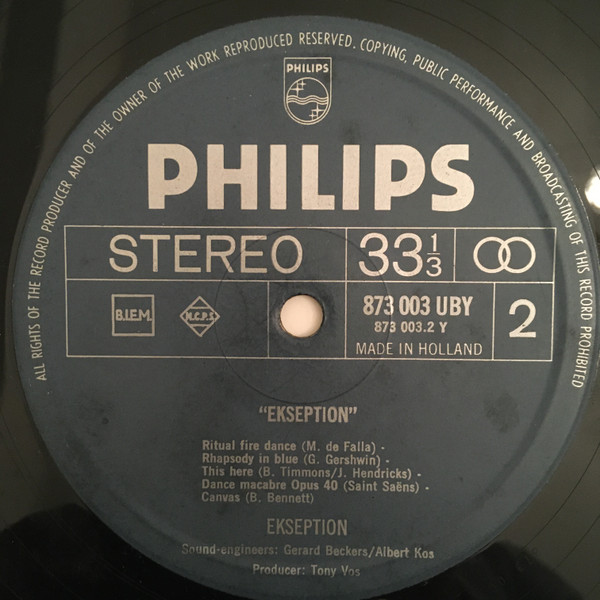 ALL RIGHTS OF THE RECORD PRODUCER AND OF THE OWNER OF THE WORK REPRODUCED RESERVED. COPYING, PUBLIC PERFORMANCE AND BROADCASTING OF THIS RECORD PROHIBITED
PHILIPS
PHILIPS
STEREO 33 1/3
B.I.E.M. M.C.P.S 873 003 UBY 2
873 003.2 Y
MADE IN HOLLAND
"EKSEPTION"
Ritual fire dance (M. de Falla) -
Rhapsody in blue (G. Gershwin) -
This here (B. Timmons/J. Hendricks) -
Dance macabre Opus 40 (Saint Saëns) -
Canvas (B. Bennett)
EKSEPTION
Sound-engineers: Gerard Beckers/Albert Kos
Producer: Tony Vos